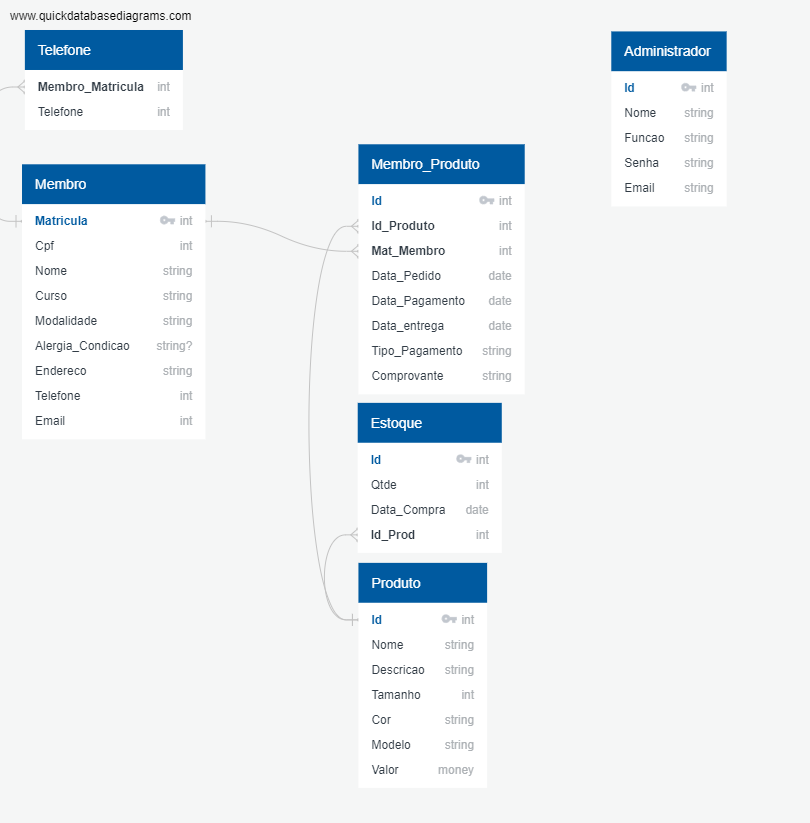 www.quickdatabasediagrams.com
Telefone
Membro_Matricula int
Telefone int
Membro
Matricula int
Cpf int
Nome string
Curso string
Modalidade string
Alergia_Condicao string?
Endereco string
Telefone int
Email int
Membro_Produto
Id int
Id_Produto int
Mat_Membro int
Data_Pedido date
Data_Pagamento date
Data_entrega date
Tipo_Pagamento string
Comprovante string
Estoque
Id int
Qtde int
Data_Compra date
Id_Prod int
Produto
Id int
Nome string
Descricao string
Tamanho int
Cor string
Modelo string
Valor money
Administrador
Id int
Nome string
Funcao string
Senha string
Email string